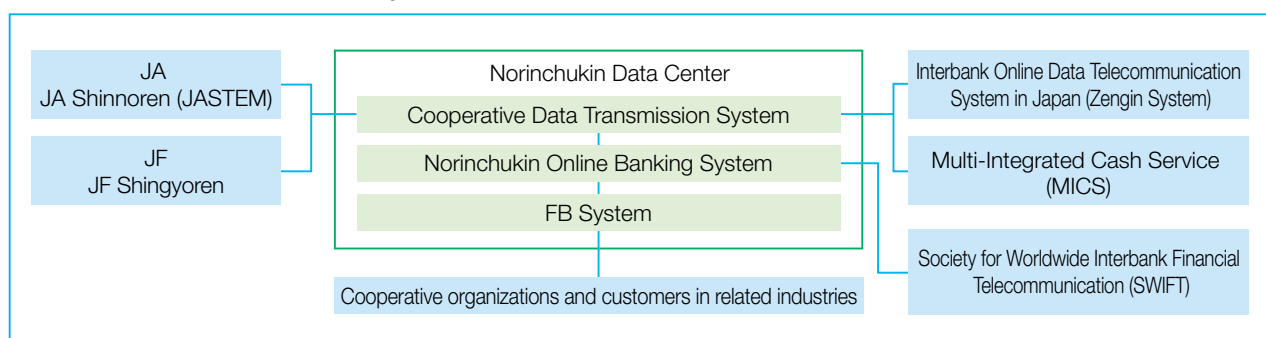 JA
JA Shinnoren (JASTEM)
JF
JF Shingyoren
Norinchukin Data Center
Cooperative Data Transmission System
Norinchukin Online Banking System
FB System
Cooperative organizations and customers in related industries
Interbank Online Data Telecommunication
System in Japan (Zengin System)
Multi-Integrated Cash Service
(MICS)
Society for Worldwide Interbank Financial
Telecommunication (SWIFT)